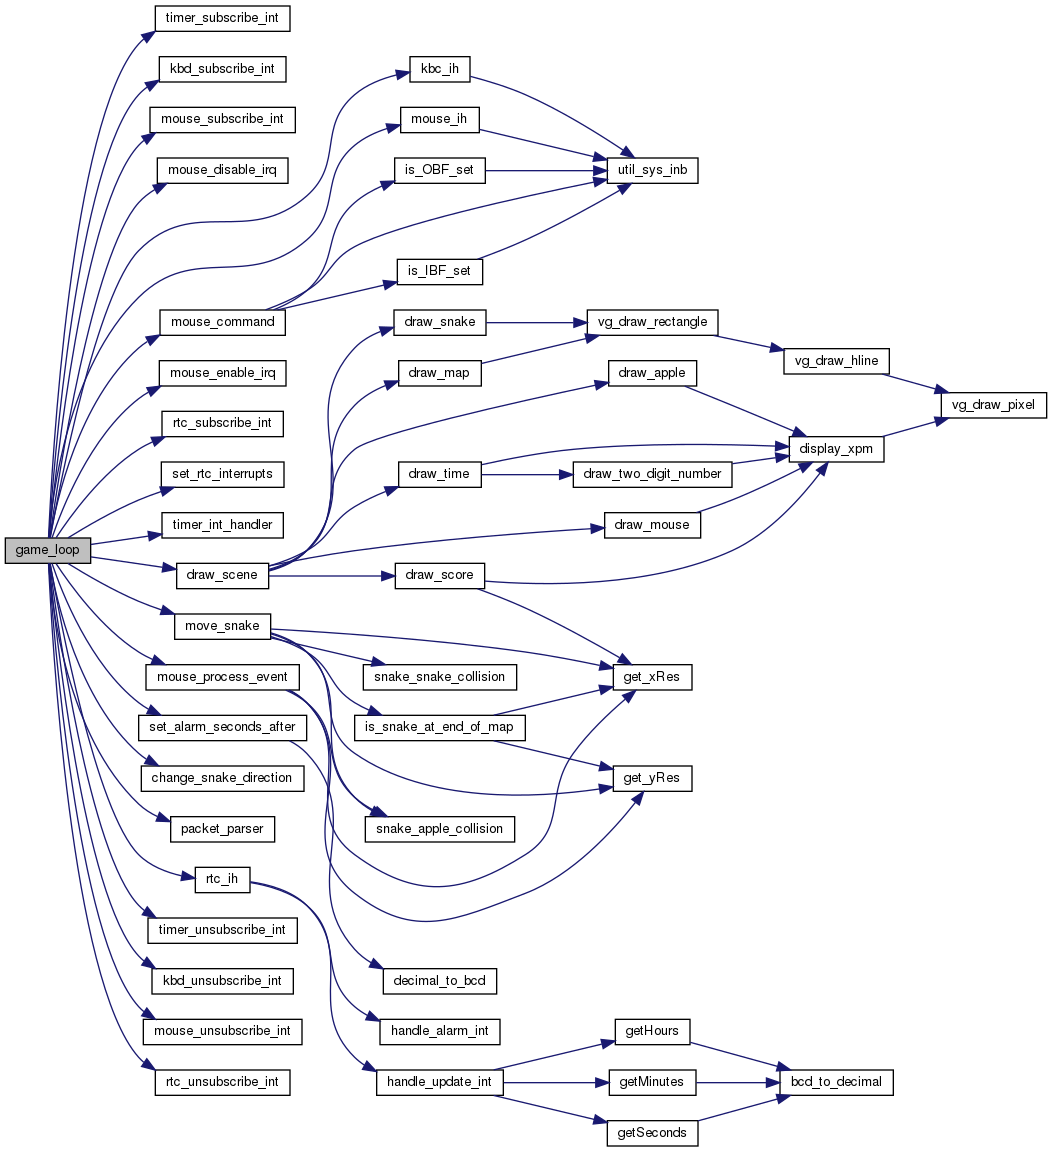 timer_subscribe_int
kbd_subscribe_int
kbc_ih
mouse_subscribe_int
mouse_ih
mouse_disable_irq
is_OBF_set
util_sys_inb
is_IBF_set
mouse_command
draw_snake
vg_draw_rectangle
vg_draw_hline
mouse_enable_irq
draw_map
draw_apple
vg_draw_pixel
rtc_subscribe_int
display_xpm
set_rtc_interrupts
draw_time
draw_two_digit_number
timer_int_handler
draw_mouse
game_loop
draw_scene
draw_score
move_snake
mouse_process_event
snake_snake_collision
get_xRes
set_alarm_seconds_after
is_snake_at_end_of_map
change_snake_direction
get_yRes
packet_parser
snake_apple_collision
rtc_ih
timer_unsubscribe_int
kbd_unsubscribe_int
decimal_to_bcd
mouse_unsubscribe_int
handle_alarm_int
getHours
rtc_unsubscribe_int
handle_update_int
getMinutes
bcd_to_decimal
getSeconds